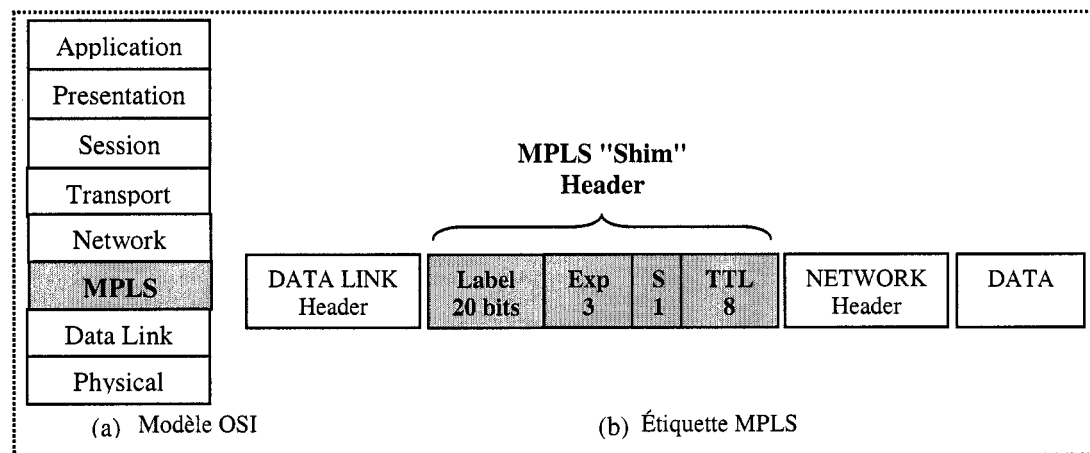 Application
Presentation
Session
Transport
Network
MPLS
Data Link
Physical
(a) Modèle OSI
MPLS "Shim"
Header
DATA LINK
Header
Label
20 bits
Exp
3
S
1
TTL
8
NETWORK
Header
DATA
(b) Étiquette MPLS